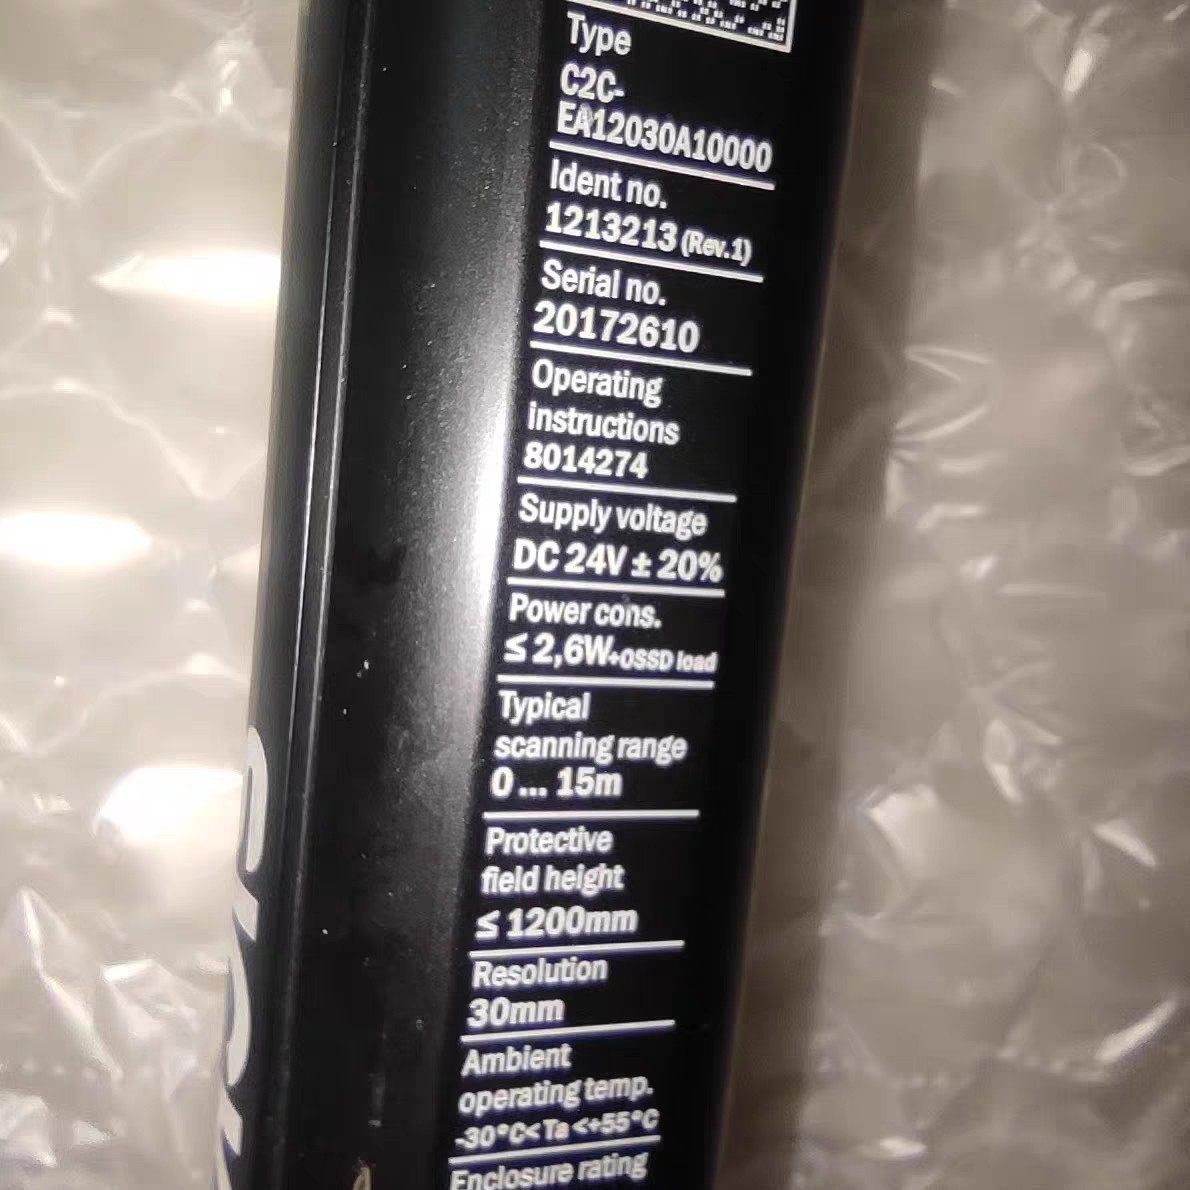 Type
C2C-
EA12030A10000
Ident no.
1213213 (Rev.1)
Serial no.
20172610
Operating
instructions
8014274
Supply voltage
DC 24V ± 20%
Power cons.
≤ 2,6W+OSSD load
Typical
scanning range
0 ... 15m
Protective
field height
≤ 1200mm
Resolution
30mm
Ambient
operating temp.
-30°C< Ta <+55°C
Enclosure rating